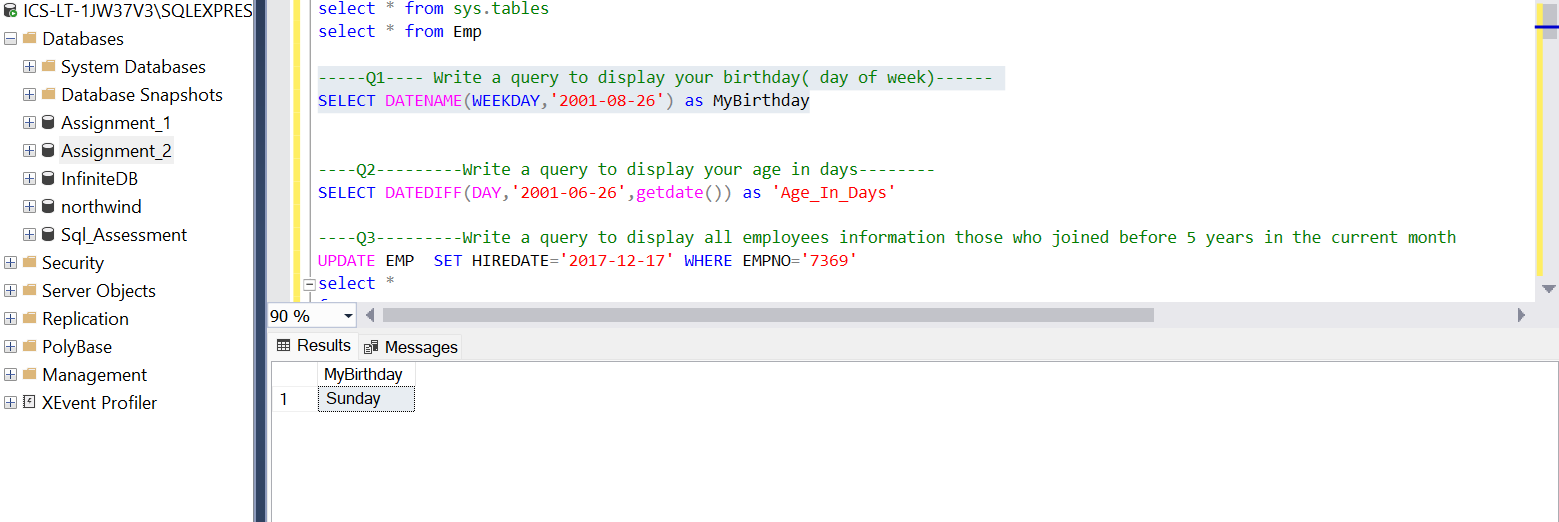 ICS-LT-1JW37V3\SQLEXPRES
Databases
System Databases
Database Snapshots
Assignment_1
Assignment_2
InfiniteDB
northwind
Sql_Assessment
Security
Server Objects
Replication
PolyBase
Management
XEvent Profiler
select * from sys.tables
select * from Emp
-----Q1---- Write a query to display your birthday( day of week)------
SELECT DATENAME(WEEKDAY,'2001-08-26') as MyBirthday
----Q2---------Write a query to display your age in days--------
SELECT DATEDIFF(DAY,'2001-06-26',getdate()) as 'Age_In_Days'
----Q3---------Write a query to display all employees information those who joined before 5 years in the current month
UPDATE EMP  SET HIREDATE='2017-12-17' WHERE EMPNO='7369'
select *
90 %
Results Messages
MyBirthday
1 Sunday